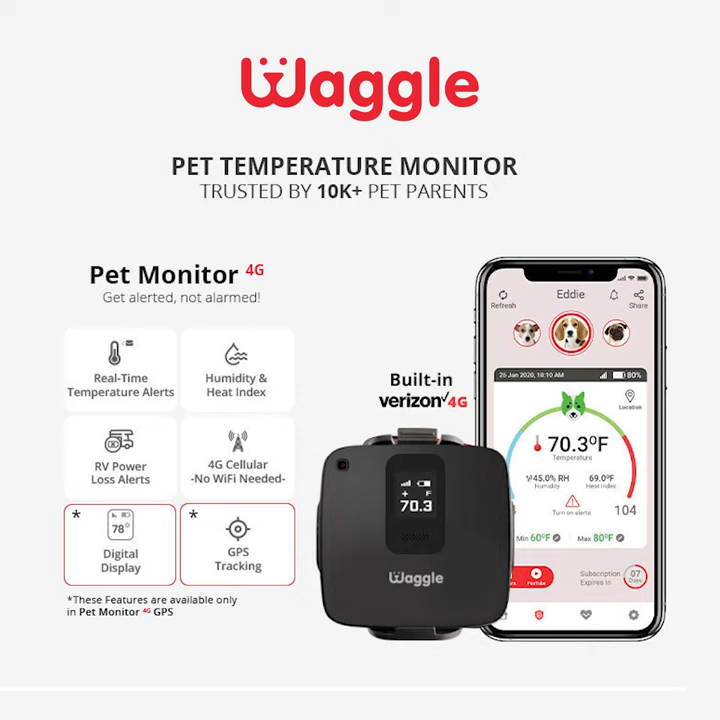 Waggle
PET TEMPERATURE MONITOR
TRUSTED BY 10K+ PET PARENTS
Pet Monitor 4G
Get alerted, not alarmed!
Real-Time
Temperature Alerts
Humidity &
Heat Index
RV Power
Loss Alerts
4G Cellular
-No WiFi Needed-
*
78°
Digital
Display
*
GPS
Tracking
*These Features are available only
in Pet Monitor 4G GPS
Built-in
verizon✓4G
+ F
70.3
Waggle
Refresh
Eddie
Share
26 Jan 2020, 10:10 AM
80%
Location
70.3°F
Temperature
45.0% RH
Humidity
69.0°F
Heat Index
Turn on alerts
104
Min 60°F
Max 80°F
YouTube
Subscription
Expires in
07
Days